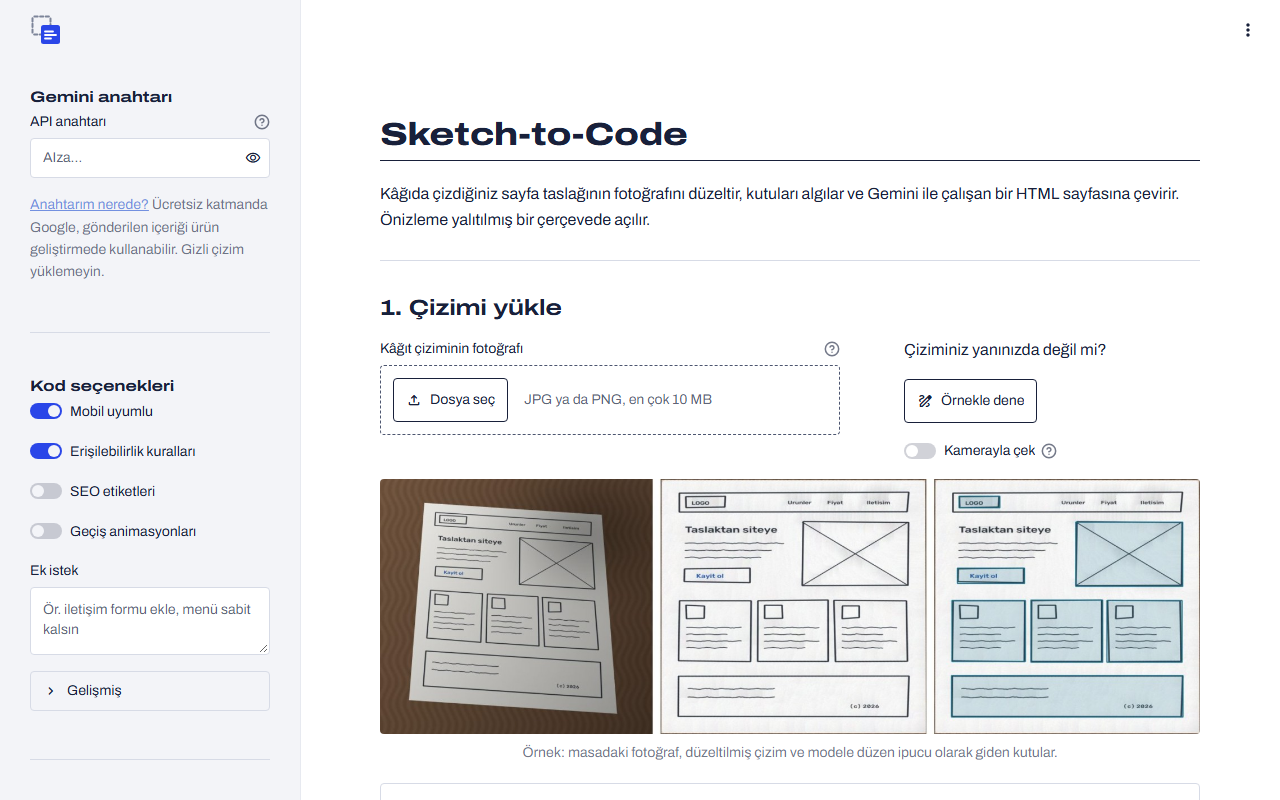 Gemini anahtarı
API anahtarı
AIza...
Anahtarım nerede? Ücretsiz katmanda
Google, gönderilen içeriği ürün
geliştirmede kullanabilir. Gizli çizim
yüklemeyin.
Kod seçenekleri
Mobil uyumlu
Erişilebilirlik kuralları
SEO etiketleri
Geçiş animasyonları
Ek istek
Ör. iletişim formu ekle, menü sabit
kalsın
Gelişmiş
Sketch-to-Code
Kâğıda çizdiğiniz sayfa taslağının fotoğrafını düzeltir, kutuları algılar ve Gemini ile çalışan bir HTML sayfasına çevirir.
Önizleme yalıtılmış bir çerçevede açılır.
1. Çizimi yükle
Kâğıt çiziminin fotoğrafı
Dosya seç
JPG ya da PNG, en çok 10 MB
Çiziminiz yanınızda değil mi?
Örnekle dene
Kamerayla çek
LOGO Urunler Fiyat Iletisim
Taslaktan siteye
Kayit ol
(c) 2026
LOGO Urunler Fiyat Iletisim
Taslaktan siteye
Kayit ol
(c) 2026
LOGO Urunler Fiyat Iletisim
Taslaktan siteye
Kayit ol
(c) 2026
Örnek: masadaki fotoğraf, düzeltilmiş çizim ve modele düzen ipucu olarak giden kutular.